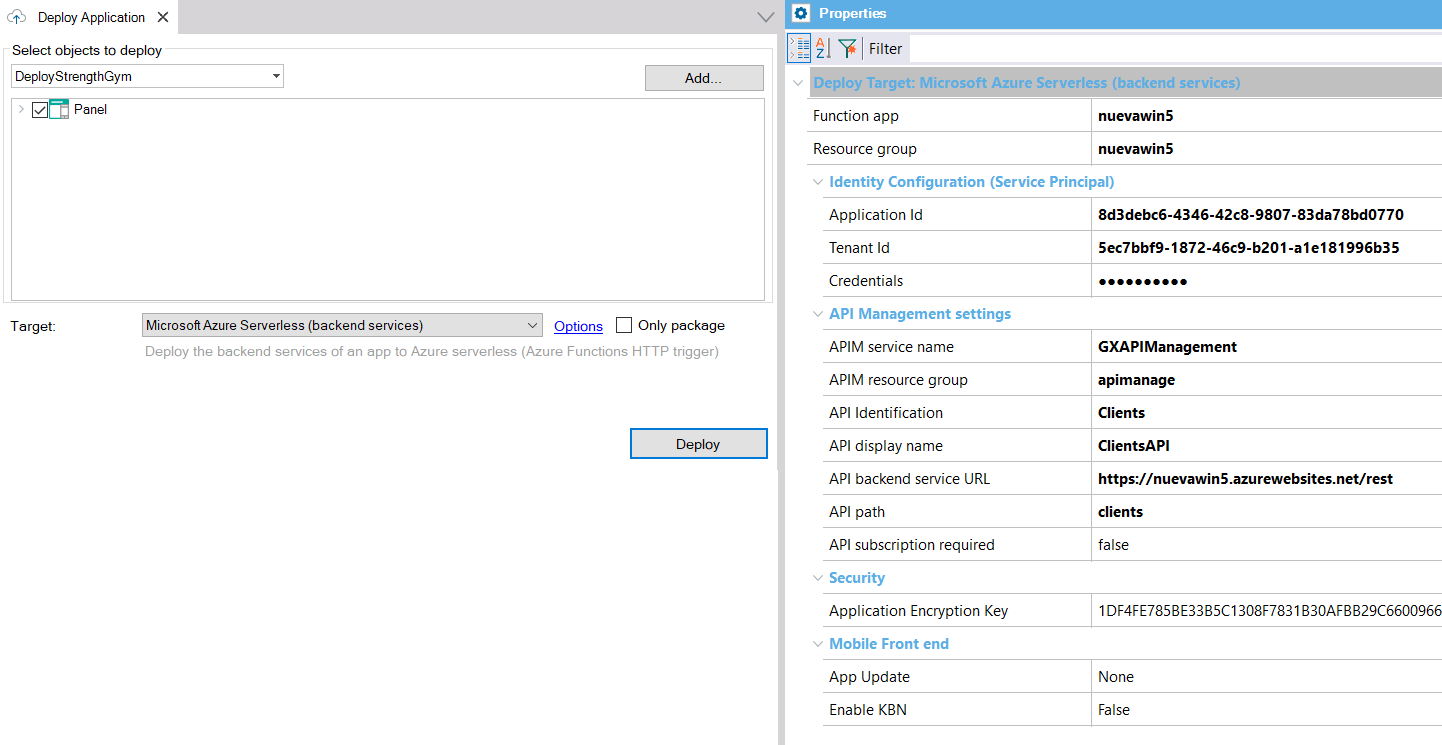 Deploy Application
Select objects to deploy
DeployStrengthGym
Add...
Panel
Target:
Microsoft Azure Serverless (backend services)
Options
Only package
Deploy the backend services of an app to Azure serverless (Azure Functions HTTP trigger)
Deploy
Properties
A
Z
Filter
Deploy Target: Microsoft Azure Serverless (backend services)
Function app nuevawin5
Resource group nuevawin5
Identity Configuration (Service Principal)
Application Id 8d3debc6-4346-42c8-9807-83da78bd0770
Tenant Id 5ec7bbf9-1872-46c9-b201-a1e181996b35
Credentials ●●●●●●●●●●
API Management settings
APIM service name GXAPIManagement
APIM resource group apimanage
API Identification Clients
API display name ClientsAPI
API backend service URL https://nuevawin5.azurewebsites.net/rest
API path clients
API subscription required false
Security
Application Encryption Key 1DF4FE785BE33B5C1308F7831B30AFBB29C6600966
Mobile Front end
App Update None
Enable KBN False